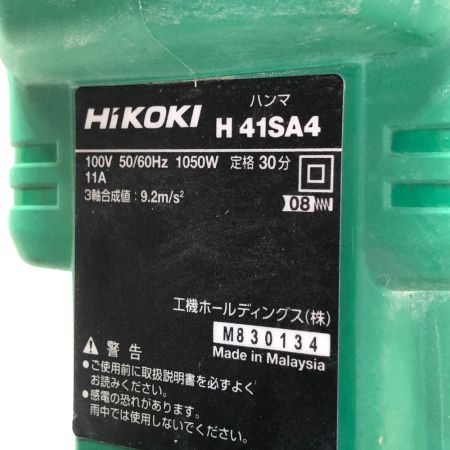 ハンマ
HiKOKI H 41SA4
100V 50/60Hz 1050W 定格 30分
11A
3軸合成値：9.2m/s²
08
工機ホールディングス(株)
M830134
Made in Malaysia
警告
●ご使用前に取扱説明書を必ずよく
お読みください。
●感電の恐れがあります。
雨中では使用しないでください。